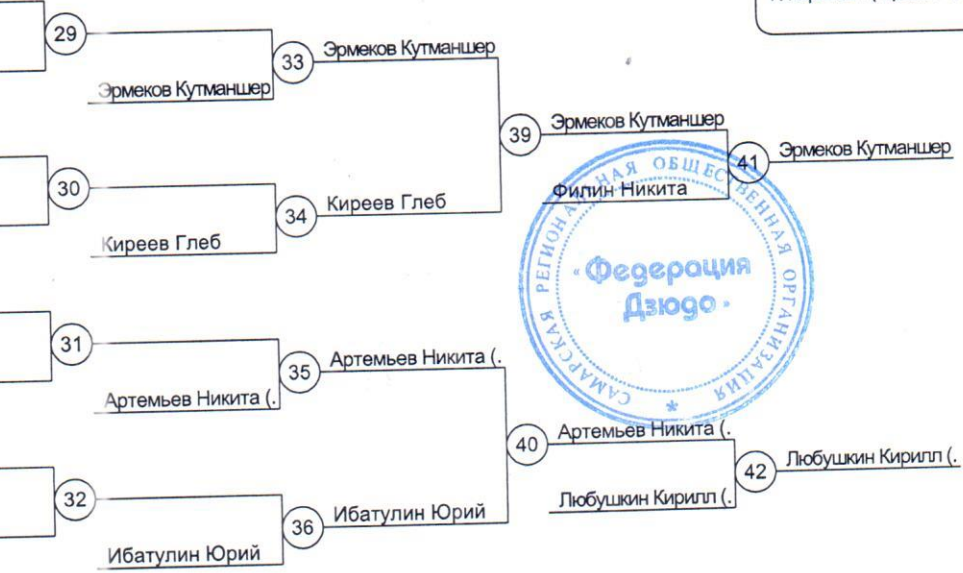 29
33
Эрмеков Кутманшер
Эрмеков Кутманшер
39
Эрмеков Кутманшер
41
Эрмеков Кутманшер
30
34
Киреев Глеб
Филин Никита
Киреев Глеб
САМАРСКАЯ РЕГИОНАЛЬНАЯ ОБЩЕСТВЕННАЯ ОРГАНИЗАЦИЯ
Федерация
Дзюдо
31
35
Артемьев Никита (.
Артемьев Никита (.
40
Артемьев Никита (.
42
Любушкин Кирилл (.
32
36
Ибатулин Юрий
Любушкин Кирилл (.
Ибатулин Юрий